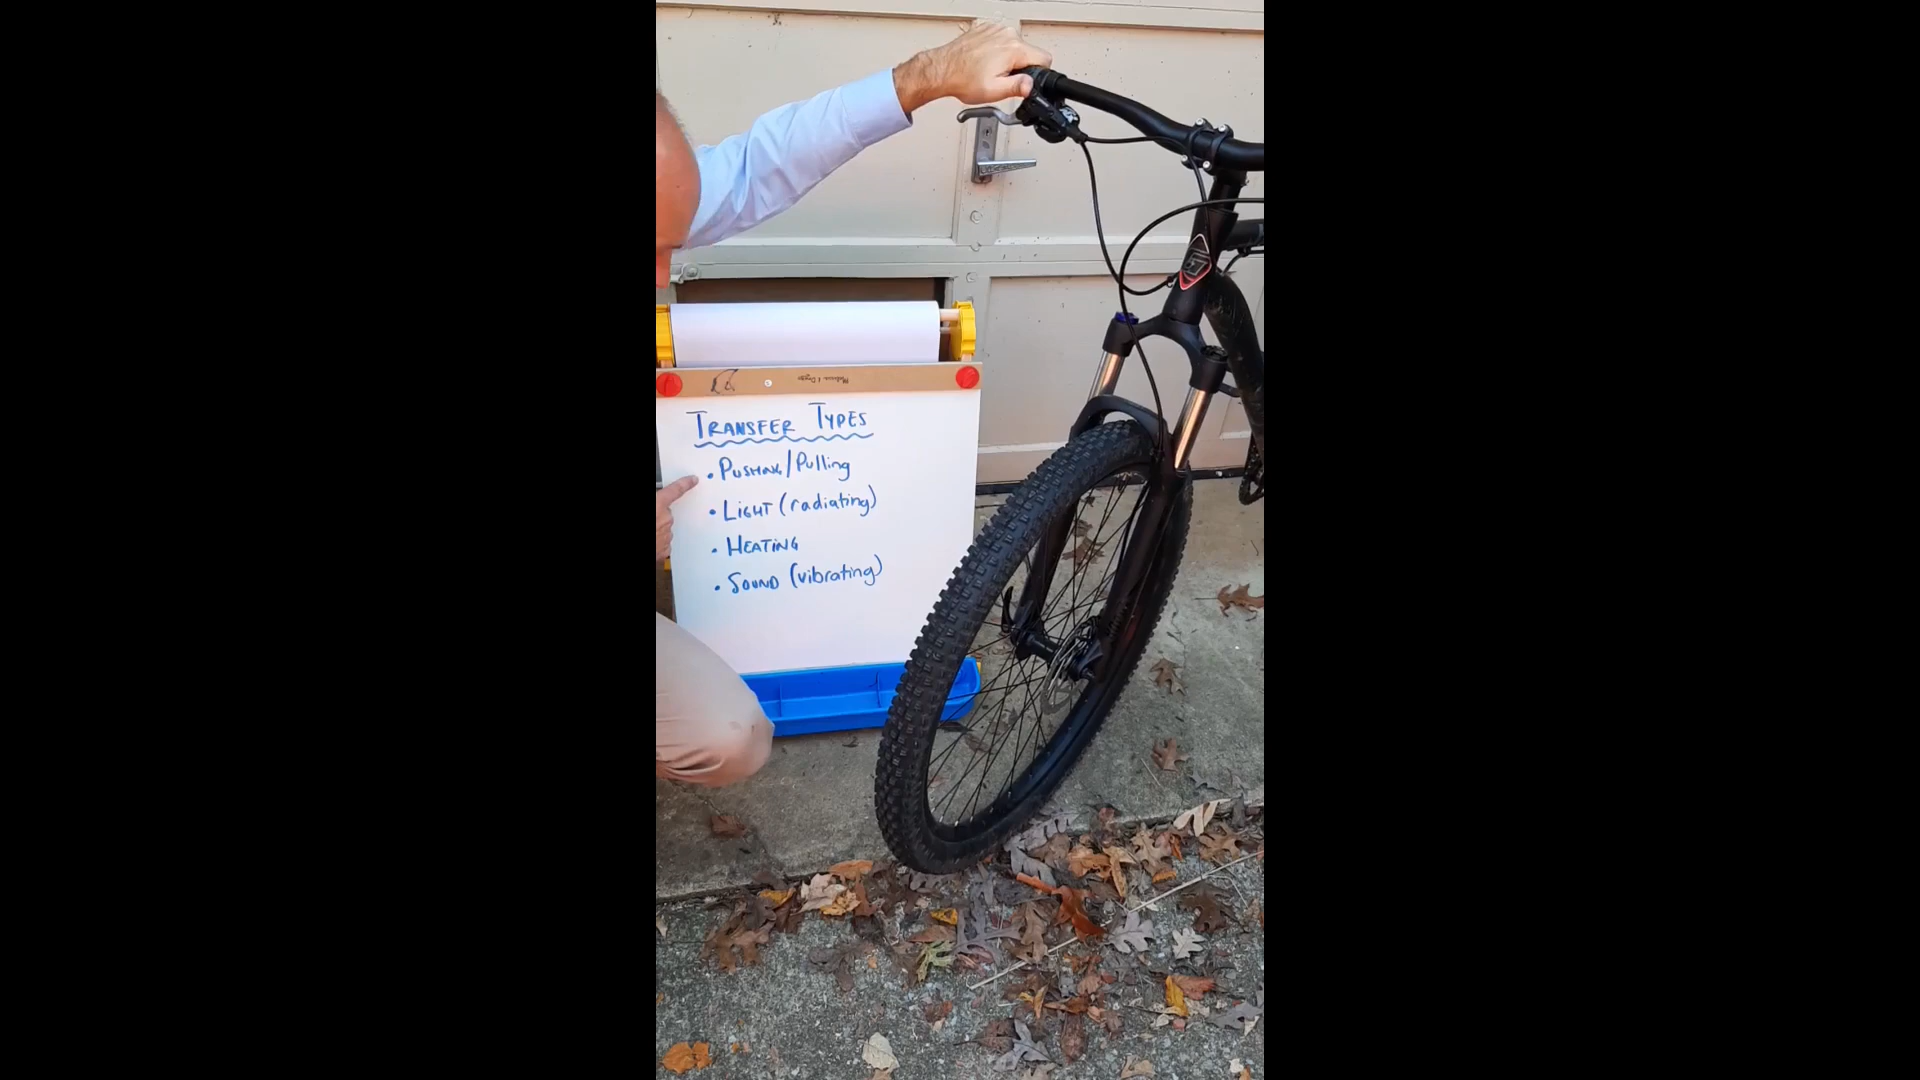 TRANSFER TYPES
• PUSHING/Pulling
• LIGHT (radiating)
• HEATING
• SOUND (vibrating)